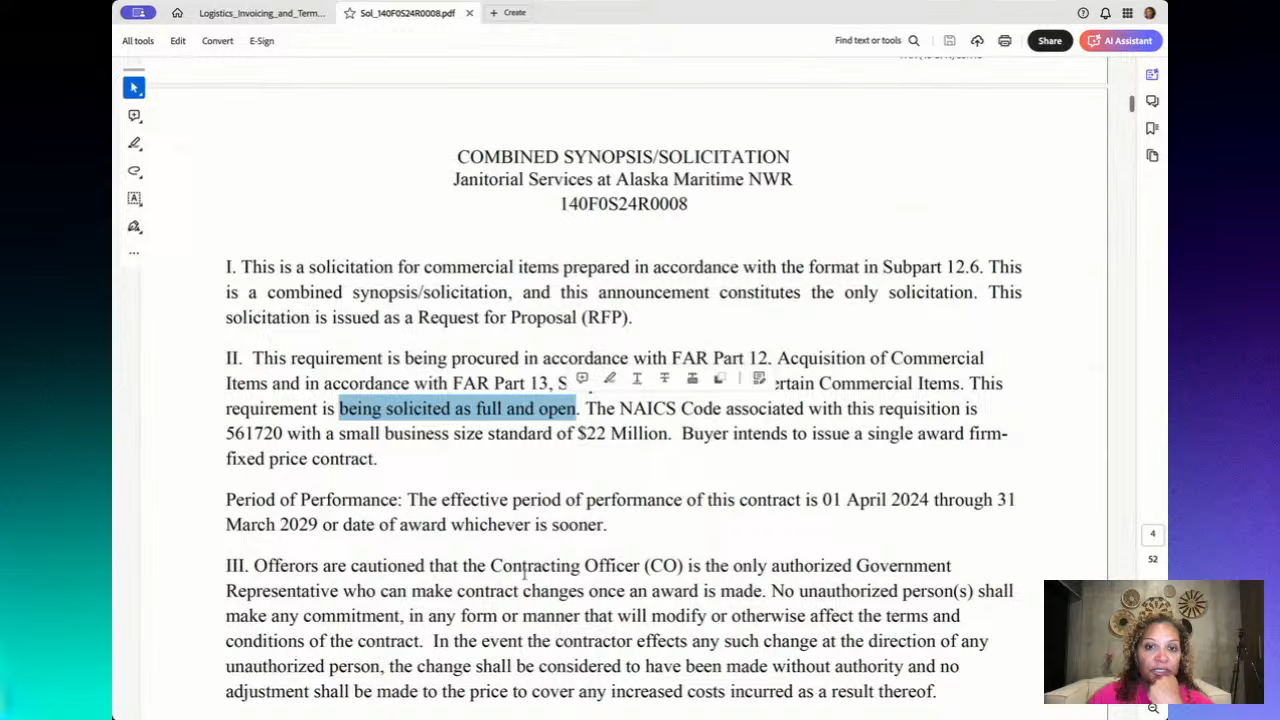 Logistics_Invoicing_and_Term...
Sol_140F0S24R0008.pdf
Create
All tools
Edit
Convert
E-Sign
Find text or tools
Share
AI Assistant
COMBINED SYNOPSIS/SOLICITATION
Janitorial Services at Alaska Maritime NWR
140F0S24R0008
I. This is a solicitation for commercial items prepared in accordance with the format in Subpart 12.6. This
is a combined synopsis/solicitation, and this announcement constitutes the only solicitation. This
solicitation is issued as a Request for Proposal (RFP).
II. This requirement is being procured in accordance with FAR Part 12. Acquisition of Commercial
Items and in accordance with FAR Part 13, S ertain Commercial Items. This
requirement is being solicited as full and open. The NAICS Code associated with this requisition is
561720 with a small business size standard of $22 Million. Buyer intends to issue a single award firm-
fixed price contract.
Period of Performance: The effective period of performance of this contract is 01 April 2024 through 31
March 2029 or date of award whichever is sooner.
III. Offerors are cautioned that the Contracting Officer (CO) is the only authorized Government
Representative who can make contract changes once an award is made. No unauthorized person(s) shall
make any commitment, in any form or manner that will modify or otherwise affect the terms and
conditions of the contract. In the event the contractor effects any such change at the direction of any
unauthorized person, the change shall be considered to have been made without authority and no
adjustment shall be made to the price to cover any increased costs incurred as a result thereof.
4
52